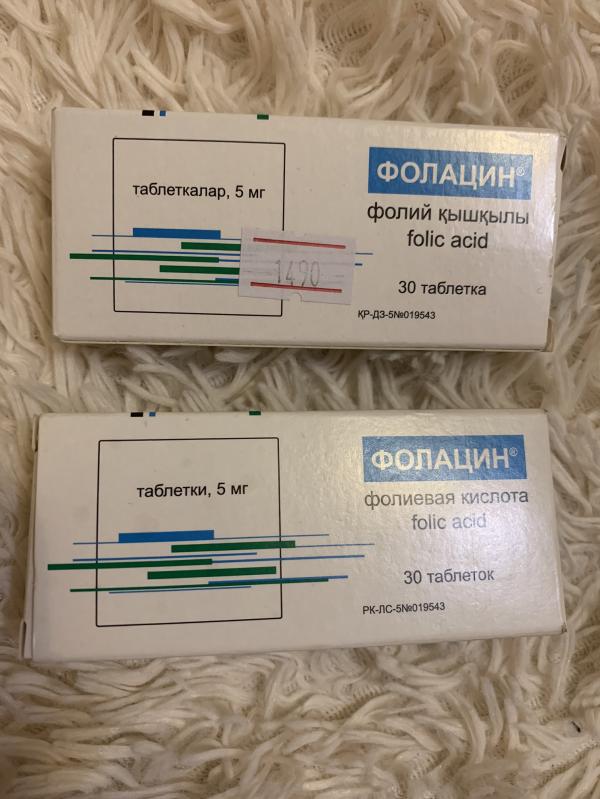 таблеткалар, 5 мг
1490
ФОЛАЦИН®
фолий қышқылы
folic acid
30 таблетка
ҚР-ДЗ-5№019543
таблетки, 5 мг
ФОЛАЦИН®
фолиевая кислота
folic acid
30 таблеток
РК-ЛС-5№019543